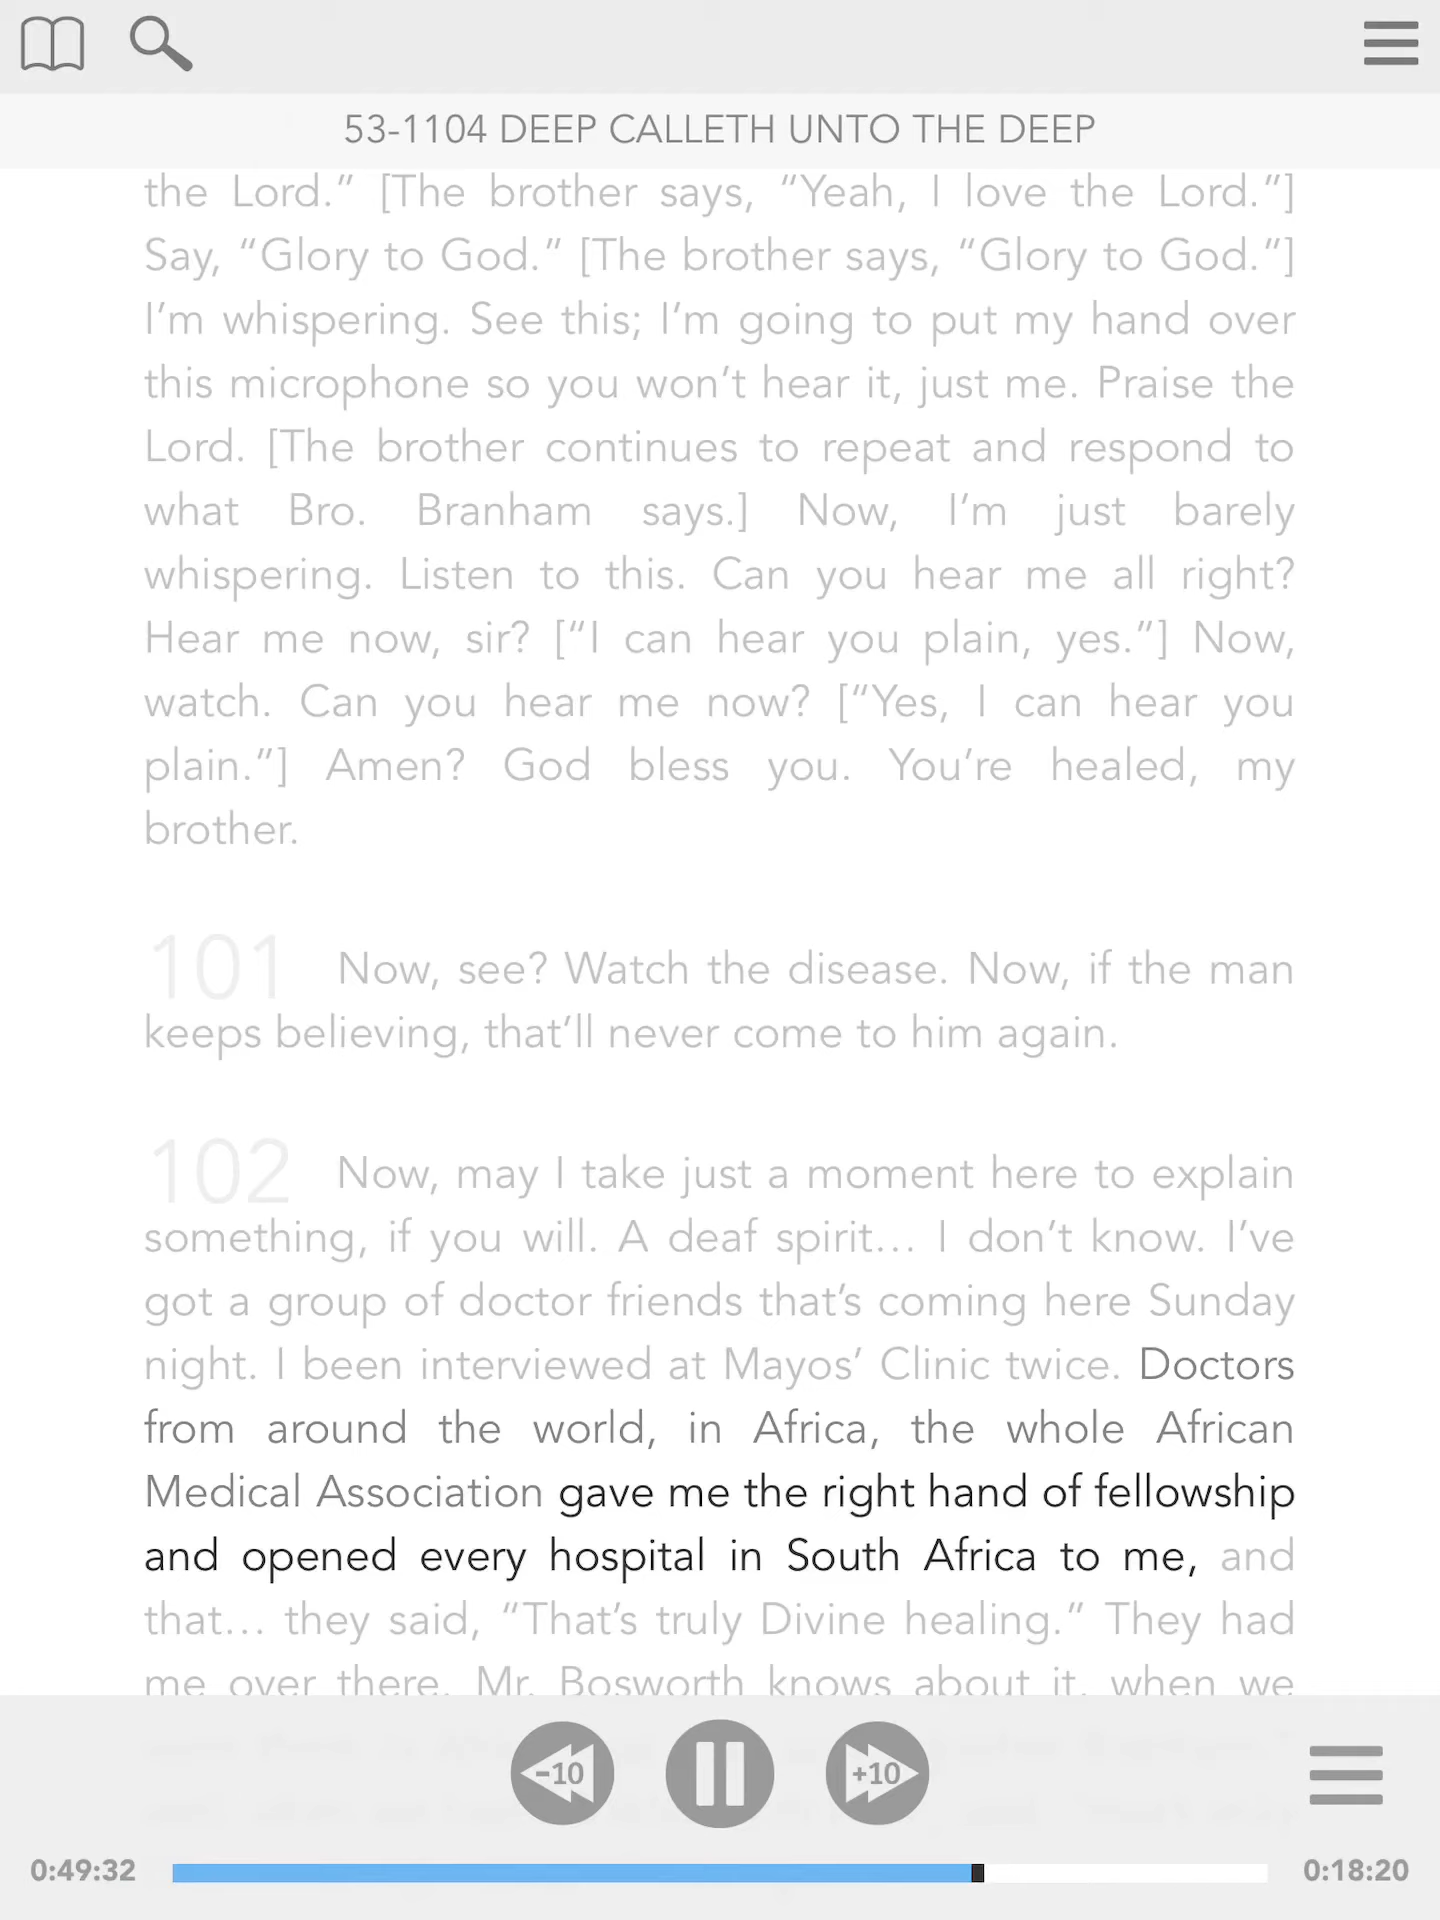 53-1104 DEEP CALLETH UNTO THE DEEP
the Lord.” [The brother says, “Yeah, I love the Lord.”]
Say, “Glory to God.” [The brother says, “Glory to God.”]
I’m whispering. See this; I’m going to put my hand over
this microphone so you won’t hear it, just me. Praise the
Lord. [The brother continues to repeat and respond to
what Bro. Branham says.] Now, I’m just barely
whispering. Listen to this. Can you hear me all right?
Hear me now, sir? [“I can hear you plain, yes.”] Now,
watch. Can you hear me now? [“Yes, I can hear you
plain.”] Amen? God bless you. You’re healed, my
brother.
101 Now, see? Watch the disease. Now, if the man
keeps believing, that’ll never come to him again.
102 Now, may I take just a moment here to explain
something, if you will. A deaf spirit… I don’t know. I’ve
got a group of doctor friends that’s coming here Sunday
night. I been interviewed at Mayos’ Clinic twice. Doctors
from around the world, in Africa, the whole African
Medical Association gave me the right hand of fellowship
and opened every hospital in South Africa to me, and
that… they said, “That’s truly Divine healing.” They had
me over there. Mr. Bosworth knows about it, when we
-10 +10
0:49:32 0:18:20